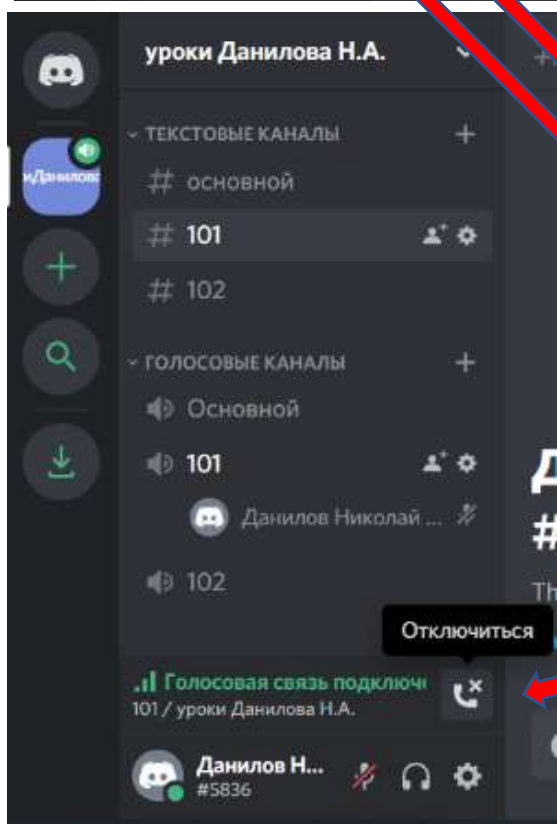 уроки Данилова Н.А.
ТЕКСТОВЫЕ КАНАЛЫ
# основной
# 101
# 102
ГОЛОСОВЫЕ КАНАЛЫ
Основной
101
Данилов Николай ...
102
Отключиться
Голосовая связь
101 / уроки Данилова Н.А.
Данилов Н...
#5836
#
Th